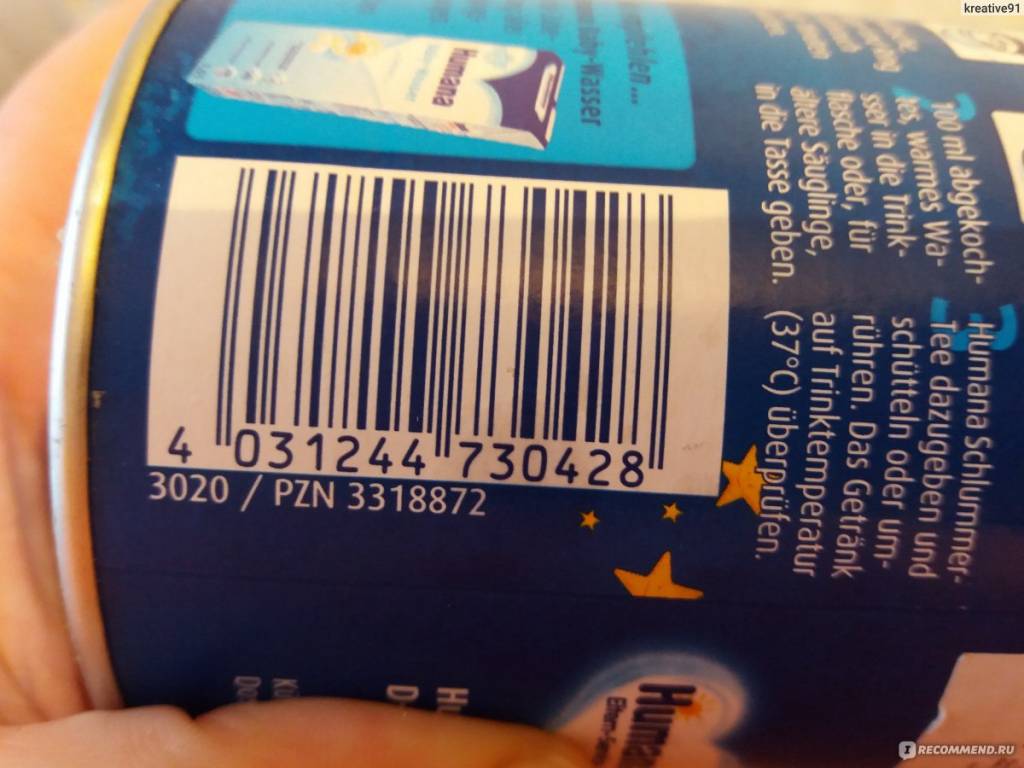 kreative91
baby-Wasser
Humana
100 ml abgekoch-
tes, warmes Wa-
sser in die Trink-
flasche oder, für
ältere Säuglinge,
in die Tasse geben.
Humana Schlummer-
Tee dazugeben und
schütteln oder um-
rühren. Das Getränk
auf Trinktemperatur
(37°C) überprüfen.
4 031244 730428
3020 / PZN 3318872
IRECOMMEND.RU